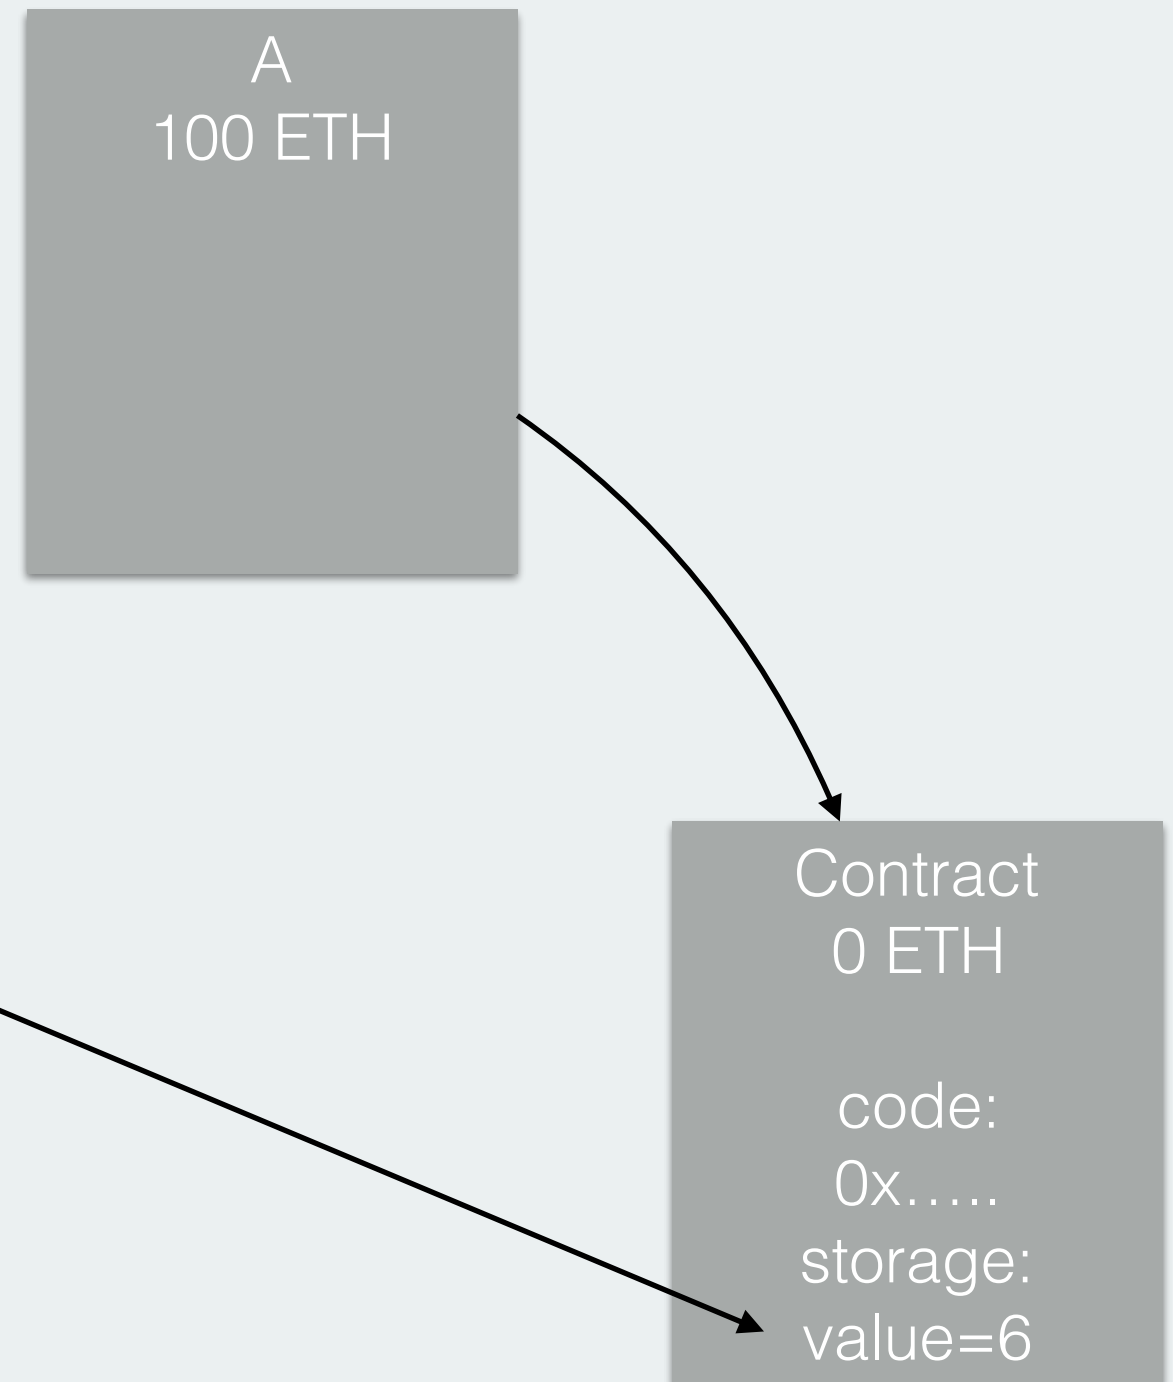 A
100 ETH
Contract
0 ETH
code:
0x.....
storage:
value=6